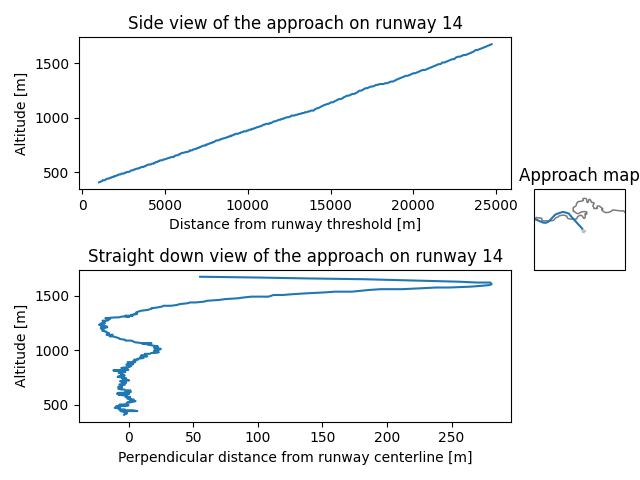 Side view of the approach on runway 14
Altitude [m]
1500
1000
500
0 5000 10000 15000 20000 25000
Distance from runway threshold [m]
Approach map
Straight down view of the approach on runway 14
Altitude [m]
1500
1000
500
0 50 100 150 200 250
Perpendicular distance from runway centerline [m]